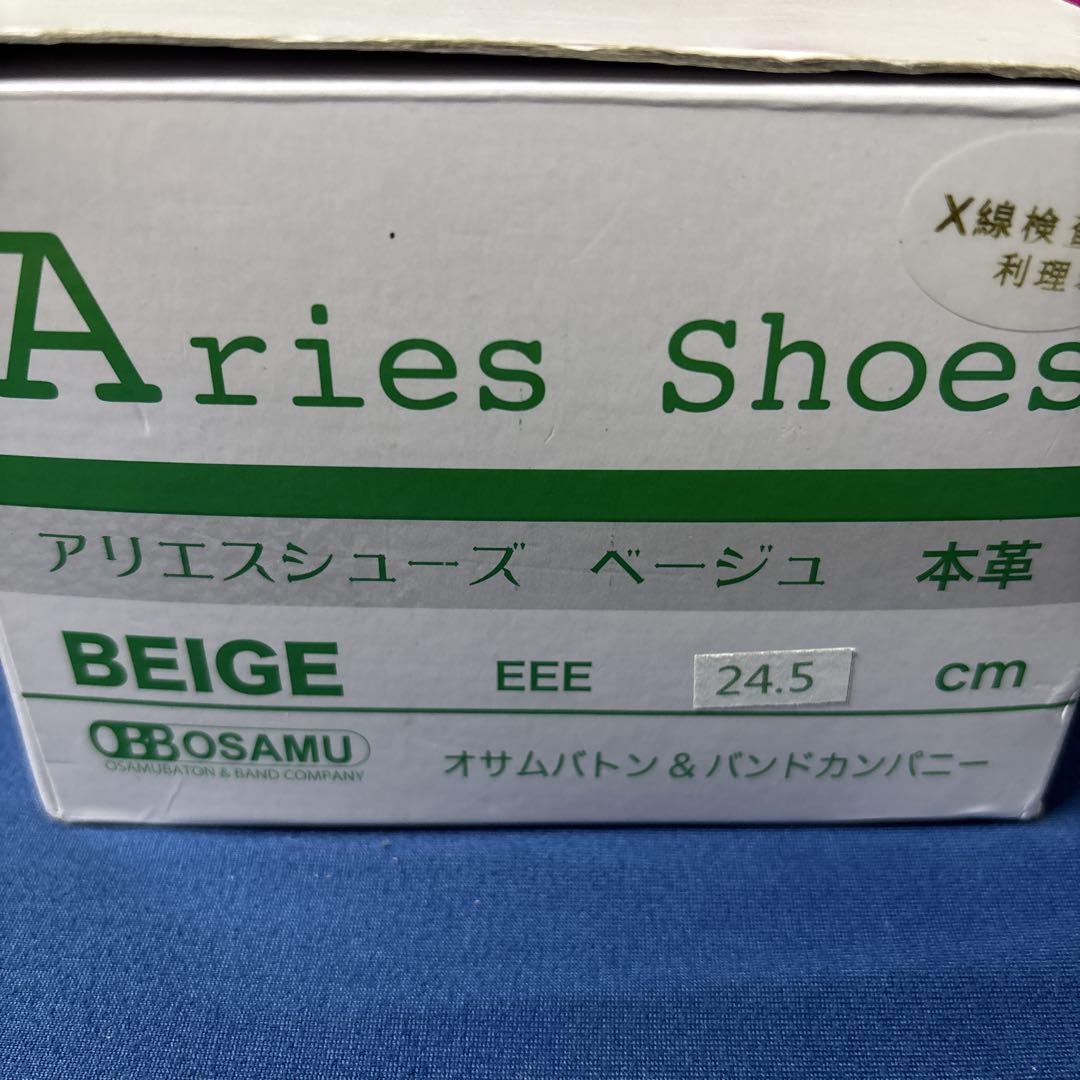 X線検
利理
Aries Shoes
アリエスシューズ ベージュ 本革
BEIGE EEE 24.5 cm
OBBOSAMU
OSAMUBATON & BAND COMPANY
オサムバトン&バンドカンパニー